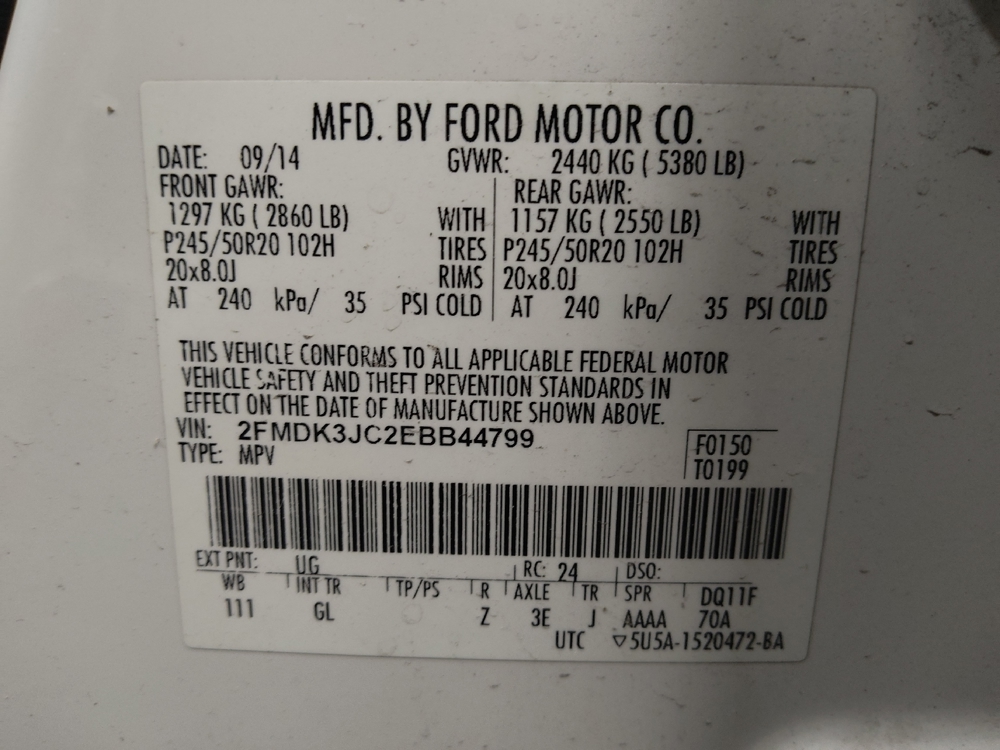 MFD. BY FORD MOTOR CO.
DATE: 09/14 GVWR: 2440 KG ( 5380 LB)
FRONT GAWR: REAR GAWR:
1297 KG ( 2860 LB) WITH 1157 KG ( 2550 LB) WITH
P245/50R20 102H TIRES P245/50R20 102H TIRES
20x8.0J RIMS 20x8.0J RIMS
AT 240 kPa/ 35 PSI COLD AT 240 kPa/ 35 PSI COLD
THIS VEHICLE CONFORMS TO ALL APPLICABLE FEDERAL MOTOR
VEHICLE SAFETY AND THEFT PREVENTION STANDARDS IN
EFFECT ON THE DATE OF MANUFACTURE SHOWN ABOVE.
VIN: 2FMDK3JC2EBB44799 F0150
TYPE: MPV T0199
EXT PNT: UG RC: 24 DSO:
WB INT TR TP/PS R AXLE TR SPR DQ11F
111 GL Z 3E J AAAA 70A
UTC ▽5U5A-1520472-BA